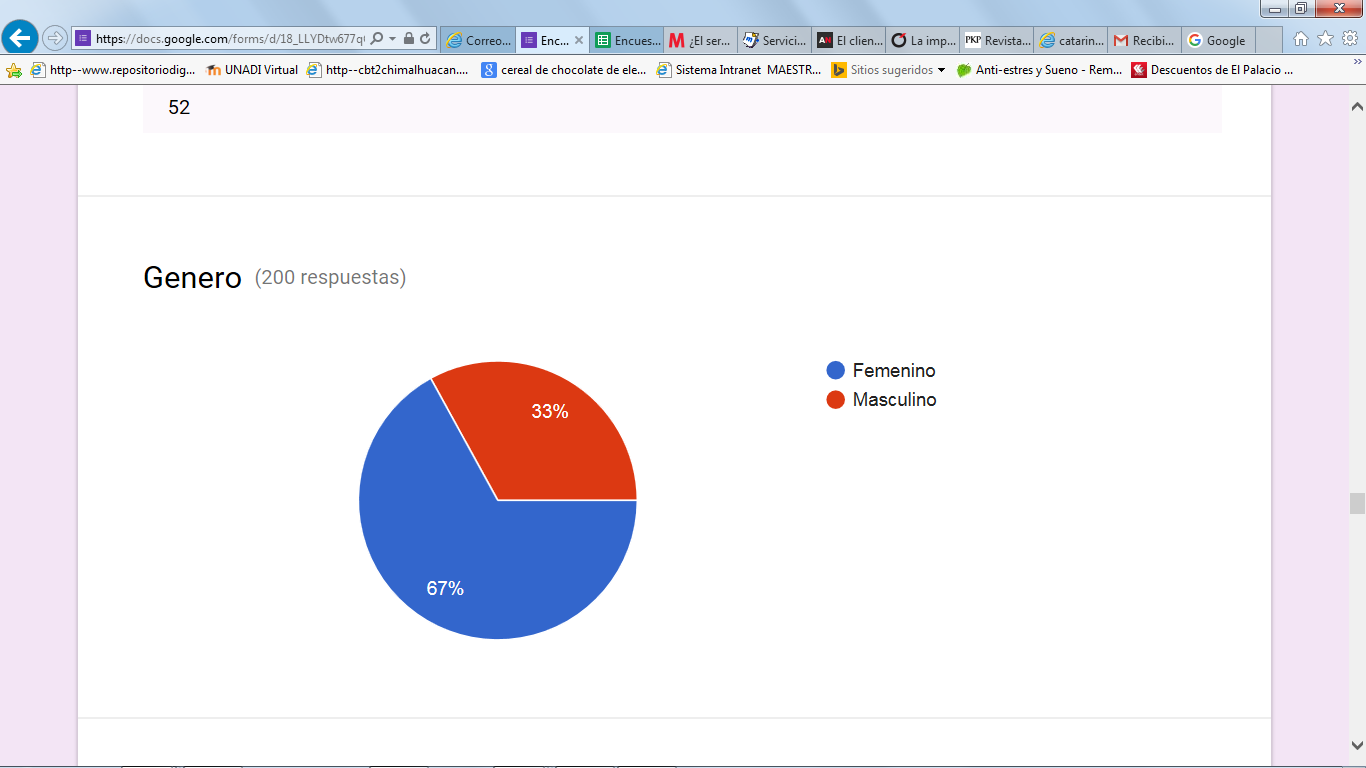 https://docs.google.com/forms/d/18_LLYDtw677q
Correo...
Enc...
Encues...
¿El ser...
Servici...
AN El clien...
La imp...
PKP Revista...
catarin...
Recibi...
Google
http--www.repositoriodig...
UNADI Virtual
http--cbt2chimalhuacan....
cereal de chocolate de ele...
Sistema Intranet MAESTR...
Sitios sugeridos
Anti-estres y Sueno - Rem...
Descuentos de El Palacio ...
52
Genero (200 respuestas)
Femenino
Masculino
33%
67%